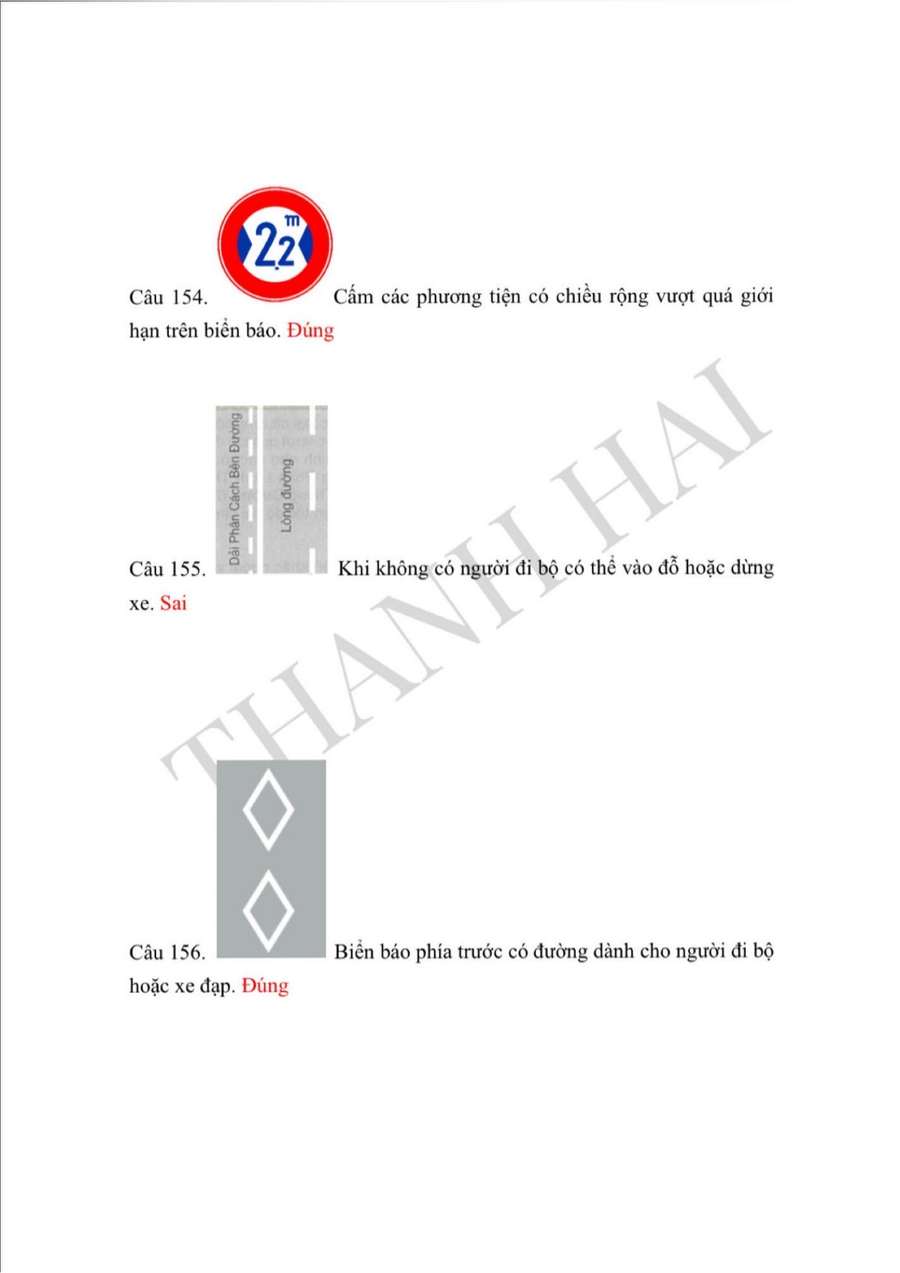 2.2 m
Câu 154. Cấm các phương tiện có chiều rộng vượt quá giới
hạn trên biển báo. Đúng
Dải Phân Cách Bên Đường
Lòng đường
Câu 155. Khi không có người đi bộ có thể vào đỗ hoặc dừng
xe. Sai
THANH HAI
Câu 156. Biển báo phía trước có đường dành cho người đi bộ
hoặc xe đạp. Đúng